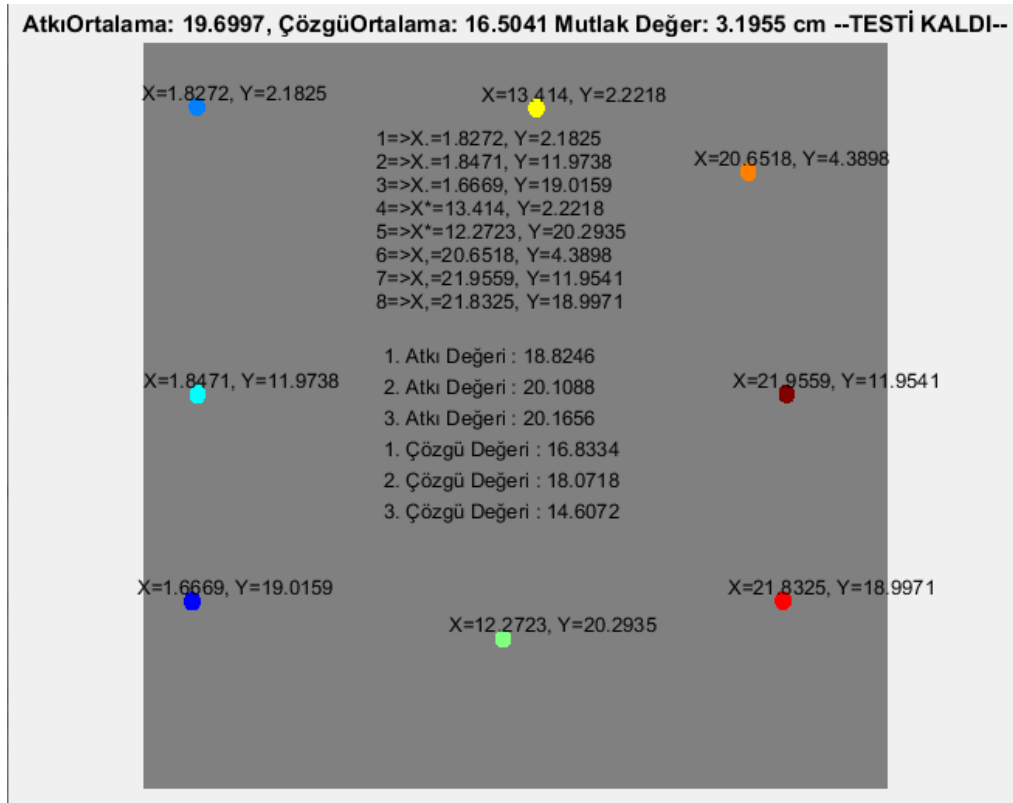 AtkıOrtalama: 19.6997, ÇözgüOrtalama: 16.5041 Mutlak Değer: 3.1955 cm --TESTİ KALDI--
X=1.8272, Y=2.1825
X=13.414, Y=2.2218
1=>X.=1.8272, Y=2.1825
2=>X.=1.8471, Y=11.9738
X=20.6518, Y=4.3898
3=>X.=1.6669, Y=19.0159
4=>X*=13.414, Y=2.2218
5=>X*=12.2723, Y=20.2935
6=>X,=20.6518, Y=4.3898
7=>X,=21.9559, Y=11.9541
8=>X,=21.8325, Y=18.9971
1. Atkı Değeri : 18.8246
X=1.8471, Y=11.9738
2. Atkı Değeri : 20.1088
X=21.9559, Y=11.9541
3. Atkı Değeri : 20.1656
1. Çözgü Değeri : 16.8334
2. Çözgü Değeri : 18.0718
3. Çözgü Değeri : 14.6072
X=1.6669, Y=19.0159
X=21.8325, Y=18.9971
X=12.2723, Y=20.2935